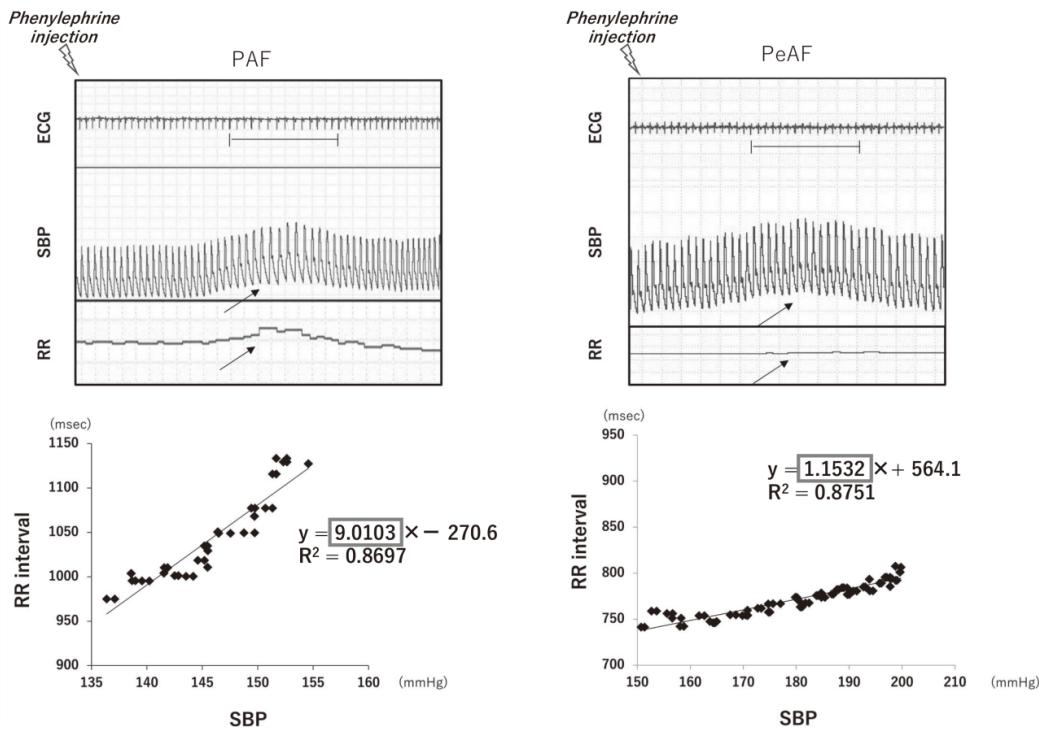 Phenylephrine
injection
PAF
ECG
SBP
RR
(msec)
1150
1100
1050
1000
950
900
RR interval
y = 9.0103 × − 270.6
R² = 0.8697
135 140 145 150 155 160 (mmHg)
SBP
Phenylephrine
injection
PeAF
ECG
SBP
RR
(msec)
950
900
850
800
750
700
RR interval
y = 1.1532 × + 564.1
R² = 0.8751
150 160 170 180 190 200 210 (mmHg)
SBP